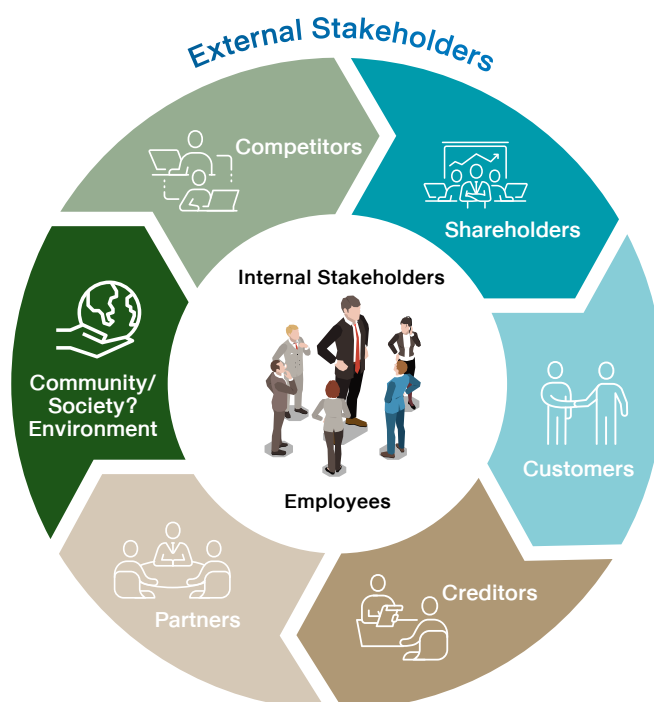 External Stakeholders
Competitors
Shareholders
Internal Stakeholders
Community/
Society?
Environment
Customers
Employees
Creditors
Partners